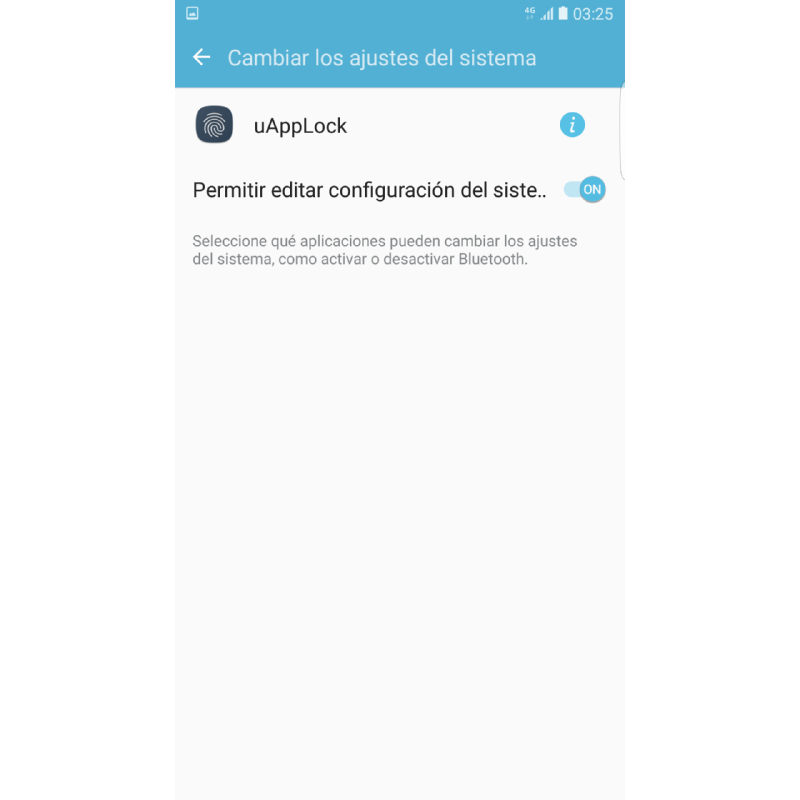 4G 03:25
Cambiar los ajustes del sistema
uAppLock
Permitir editar configuración del siste..
ON
Seleccione qué aplicaciones pueden cambiar los ajustes
del sistema, como activar o desactivar Bluetooth.